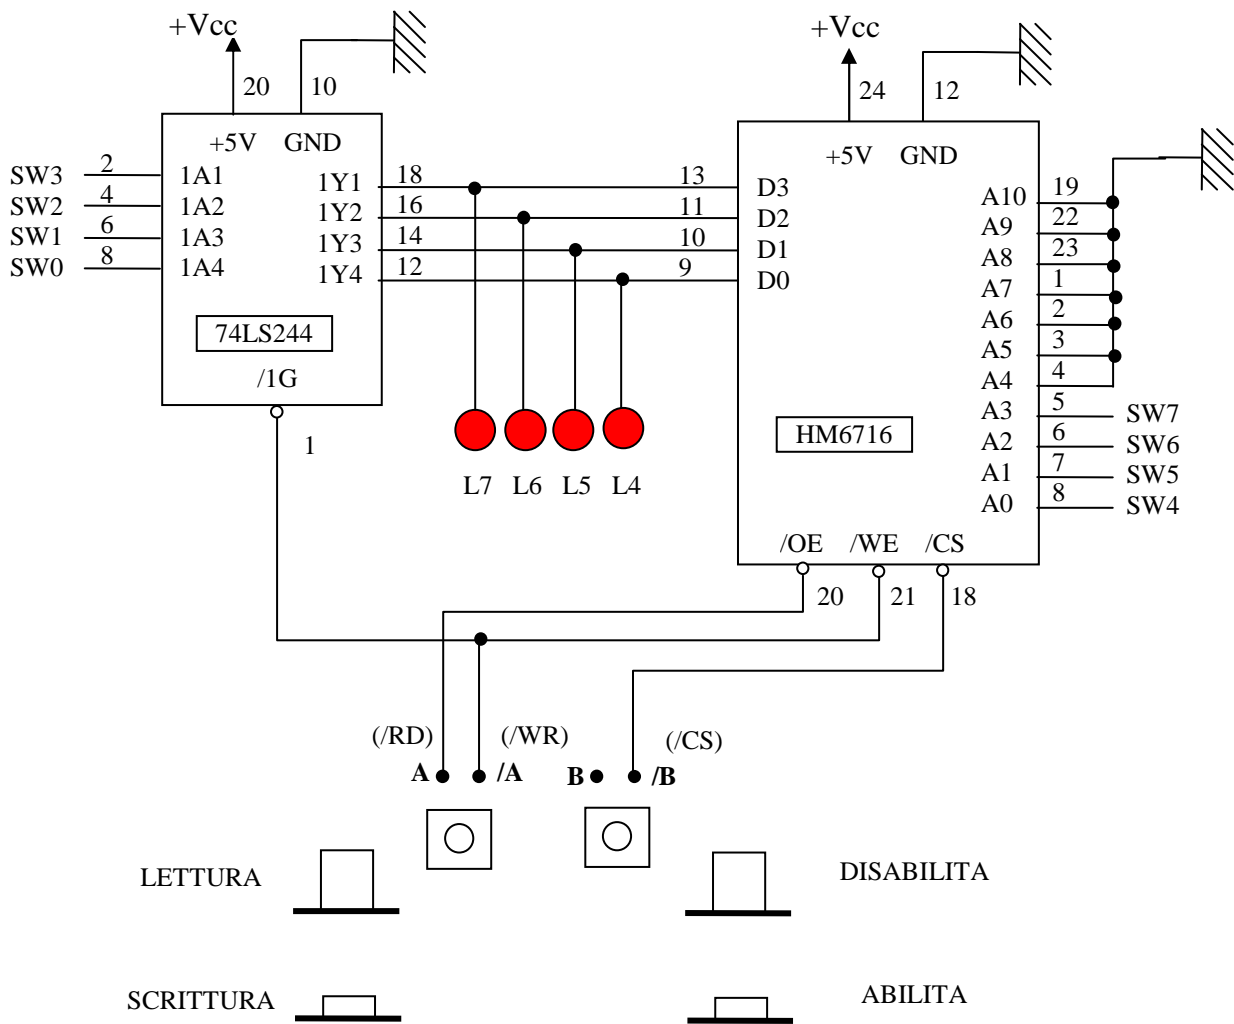 +Vcc
20
10
+5V GND
SW3 2 1A1
SW2 4 1A2
SW1 6 1A3
SW0 8 1A4
1Y1 18
1Y2 16
1Y3 14
1Y4 12
74LS244
/1G
1
L7 L6 L5 L4
+Vcc
24
12
+5V GND
13 D3
11 D2
10 D1
9 D0
A10 19
A9 22
A8 23
A7 1
A6 2
A5 3
A4 4
A3 5 SW7
A2 6 SW6
A1 7 SW5
A0 8 SW4
HM6716
/OE /WE /CS
20 21 18
(/RD) (/WR) (/CS)
A /A B /B
LETTURA
DISABILITA
SCRITTURA
ABILITA